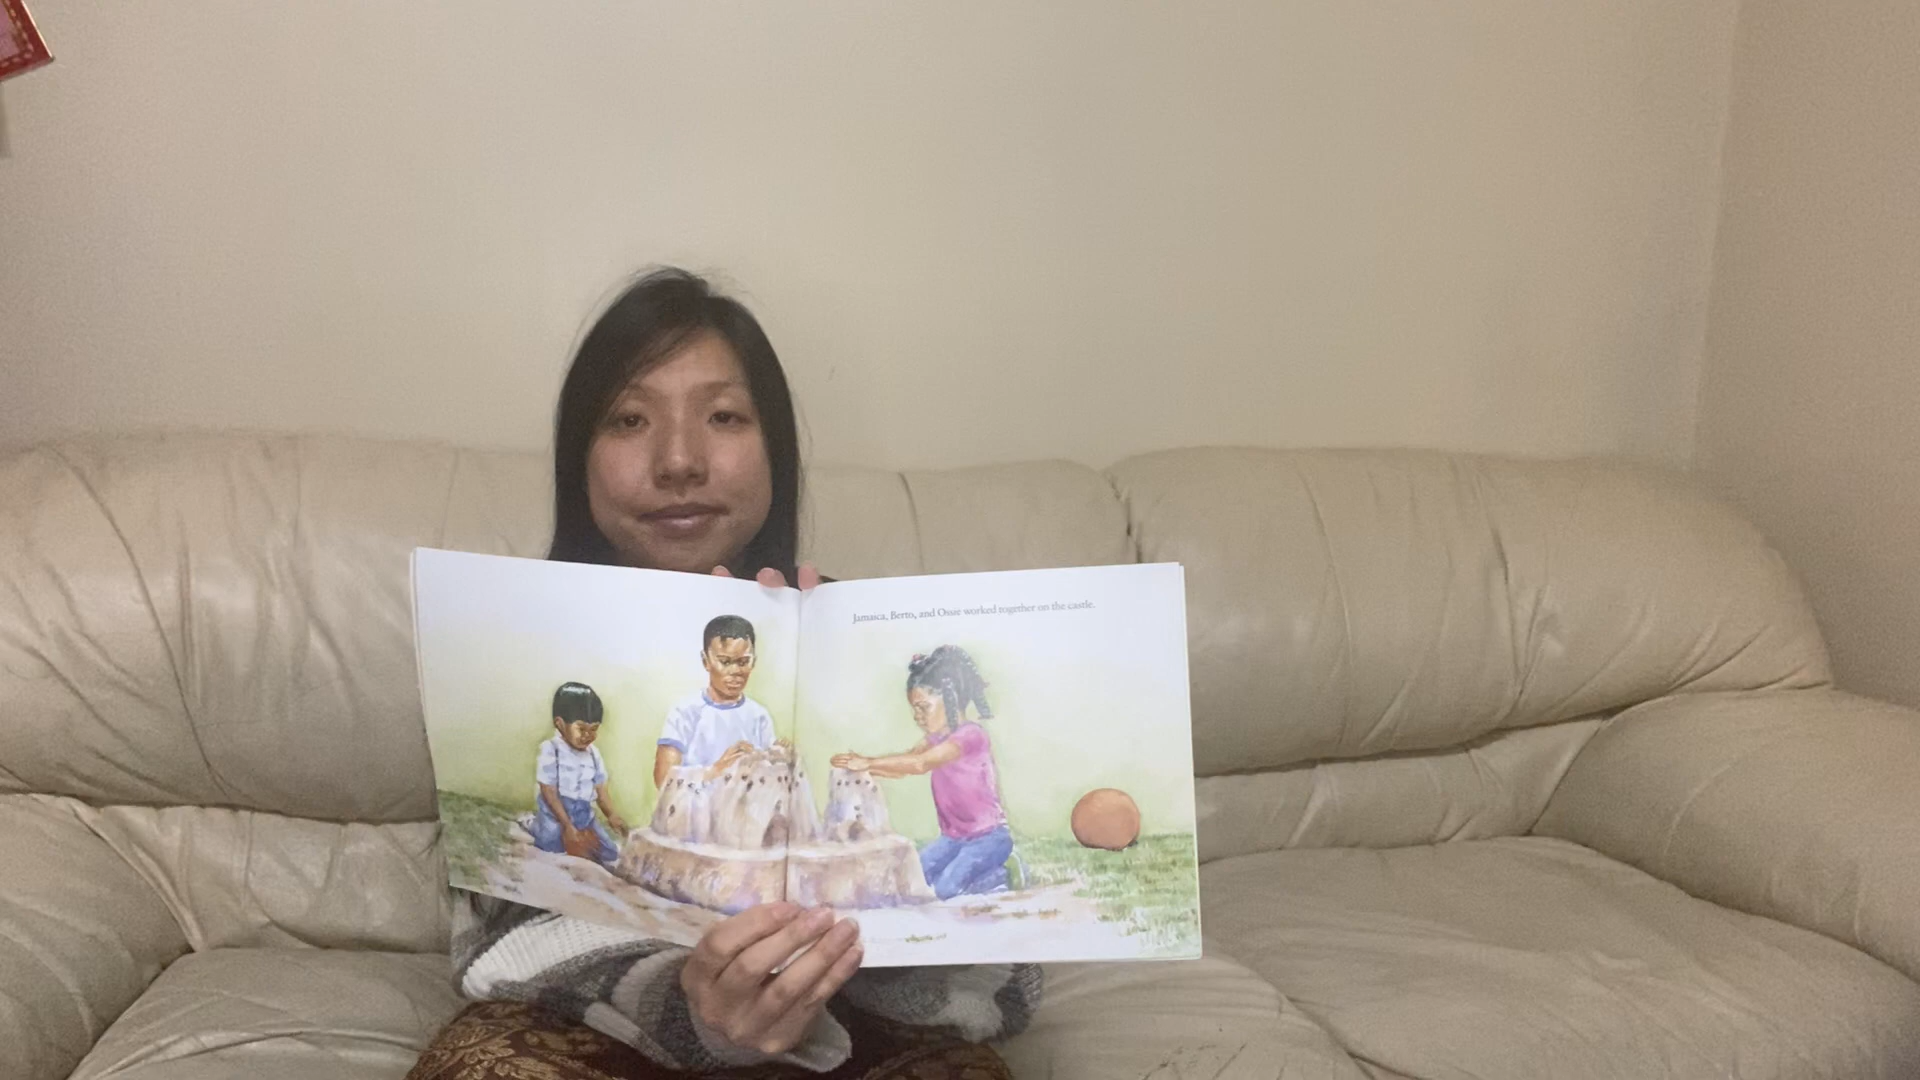 Jamaica, Berto, and Ossie worked together on the castle.